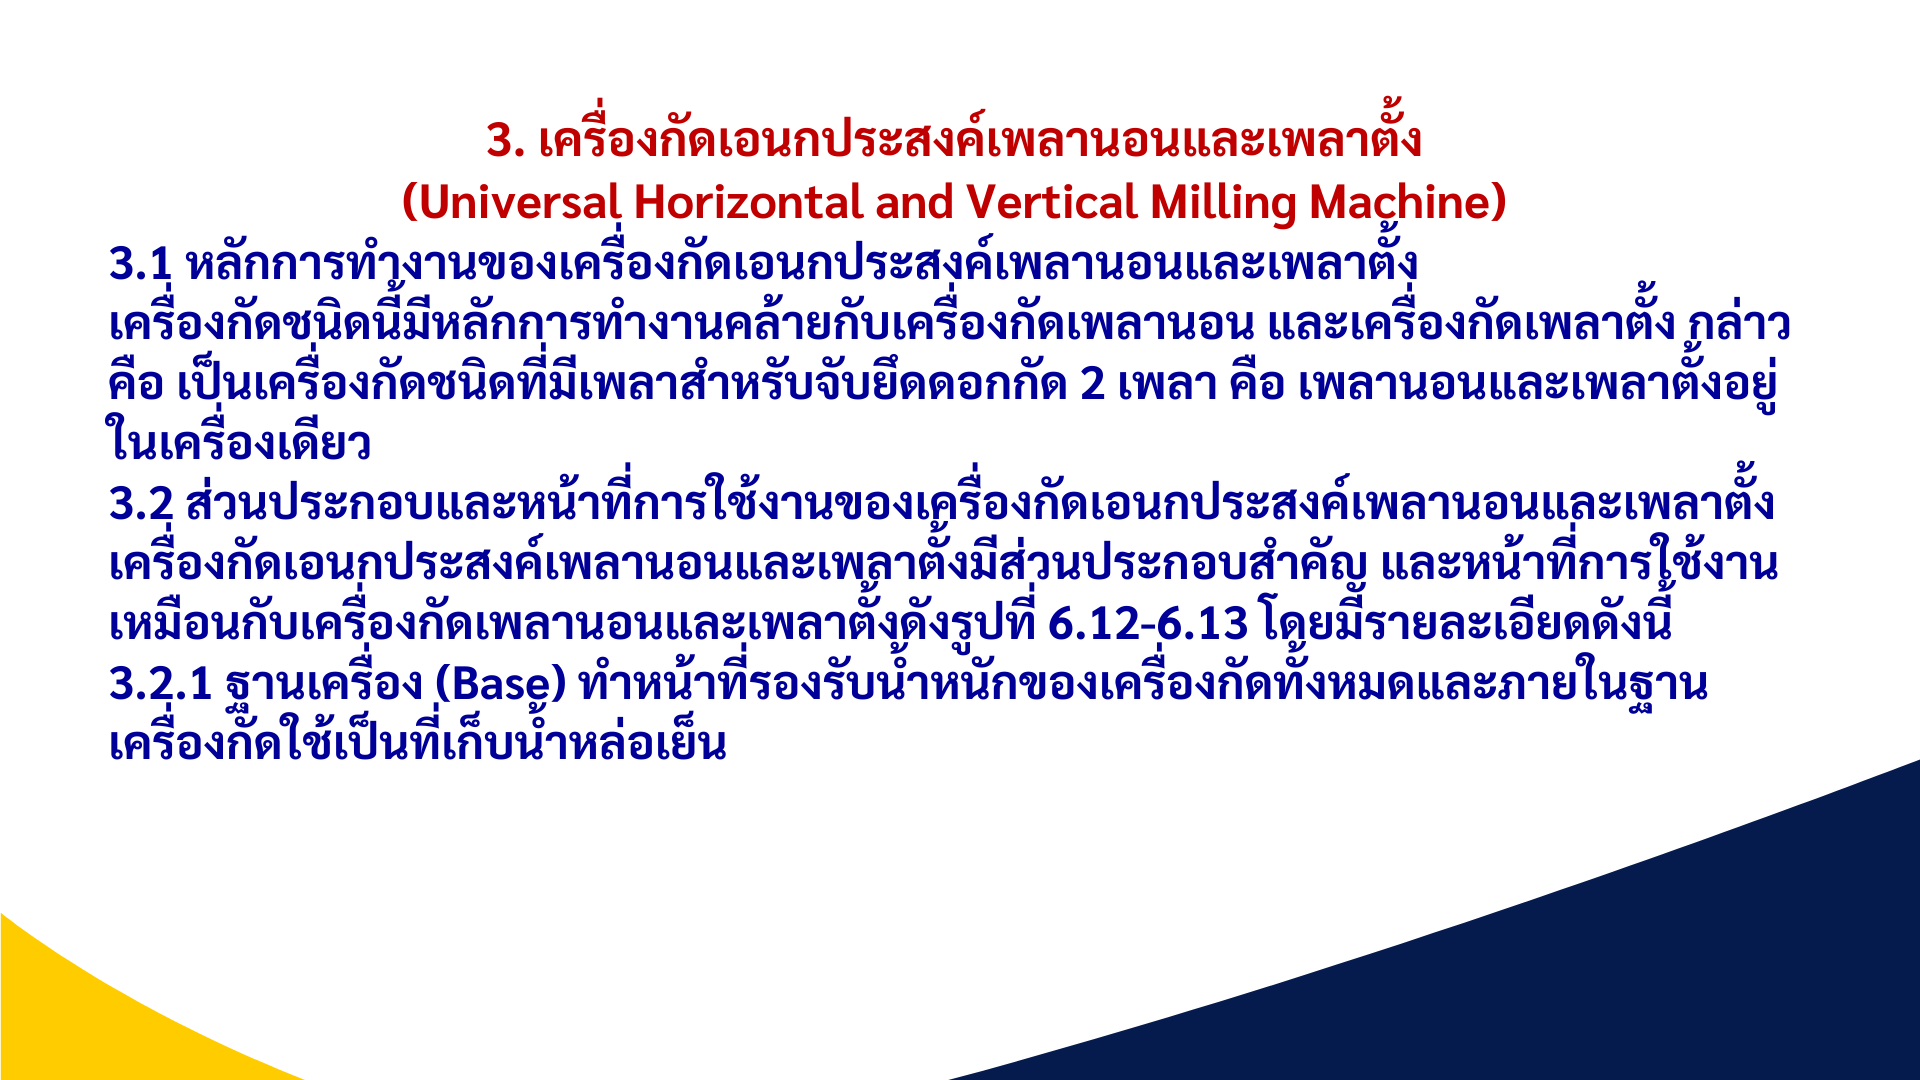 3. เครื่องกัดเอนกประสงค์เพลานอนและเพลาตั้ง
(Universal Horizontal and Vertical Milling Machine)
3.1 หลักการทำงานของเครื่องกัดเอนกประสงค์เพลานอนและเพลาตั้ง
เครื่องกัดชนิดนี้มีหลักการทำงานคล้ายกับเครื่องกัดเพลานอน และเครื่องกัดเพลาตั้ง กล่าว
คือ เป็นเครื่องกัดชนิดที่มีเพลาสำหรับจับยึดดอกกัด 2 เพลา คือ เพลานอนและเพลาตั้งอยู่
ในเครื่องเดียว
3.2 ส่วนประกอบและหน้าที่การใช้งานของเครื่องกัดเอนกประสงค์เพลานอนและเพลาตั้ง
เครื่องกัดเอนกประสงค์เพลานอนและเพลาตั้งมีส่วนประกอบสำคัญ และหน้าที่การใช้งาน
เหมือนกับเครื่องกัดเพลานอนและเพลาตั้งดังรูปที่ 6.12-6.13 โดยมีรายละเอียดดังนี้
3.2.1 ฐานเครื่อง (Base) ทำหน้าที่รองรับน้ำหนักของเครื่องกัดทั้งหมดและภายในฐาน
เครื่องกัดใช้เป็นที่เก็บน้ำหล่อเย็น